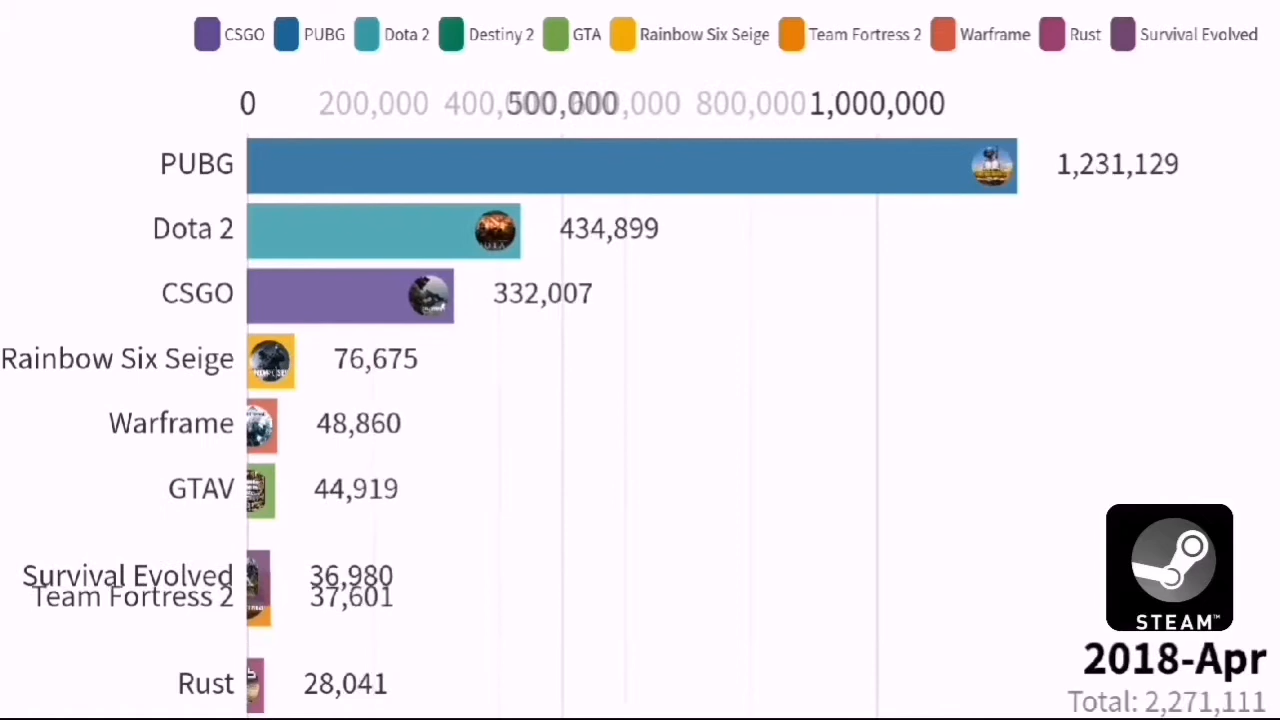 CSGO PUBG Dota 2 Destiny 2 GTA Rainbow Six Seige Team Fortress 2 Warframe Rust Survival Evolved
0 200,000 500,000 800,000 1,000,000
PUBG 1,231,129
Dota 2 434,899
CSGO 332,007
Rainbow Six Seige 76,675
Warframe 48,860
GTAV 44,919
Survival Evolved 36,980
Team Fortress 2 37,601
Rust 28,041
STEAM™
2018-Apr
Total: 2,271,111